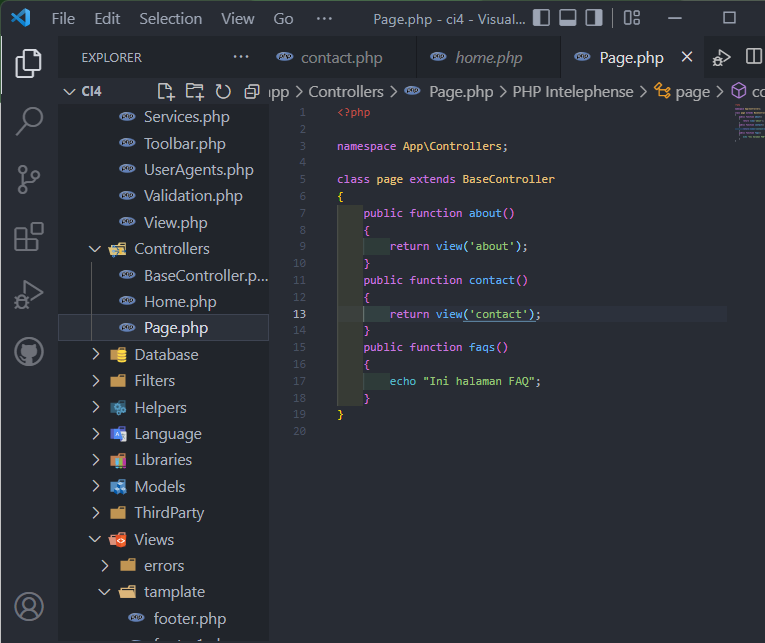 File Edit Selection View Go ··· Page.php - ci4 - Visual...
EXPLORER ··· contact.php home.php Page.php
CI4 app > Controllers > Page.php > PHP Intelephense > page > co
Services.php
Toolbar.php
UserAgents.php
Validation.php
View.php
Controllers
BaseController.p...
Home.php
Page.php
Database
Filters
Helpers
Language
Libraries
Models
ThirdParty
Views
errors
tamplate
footer.php
1 <?php
2
3 namespace App\Controllers;
4
5 class page extends BaseController
6 {
7 public function about()
8 {
9 return view('about');
10 }
11 public function contact()
12 {
13 return view('contact');
14 }
15 public function faqs()
16 {
17 echo "Ini halaman FAQ";
18 }
19 }
20